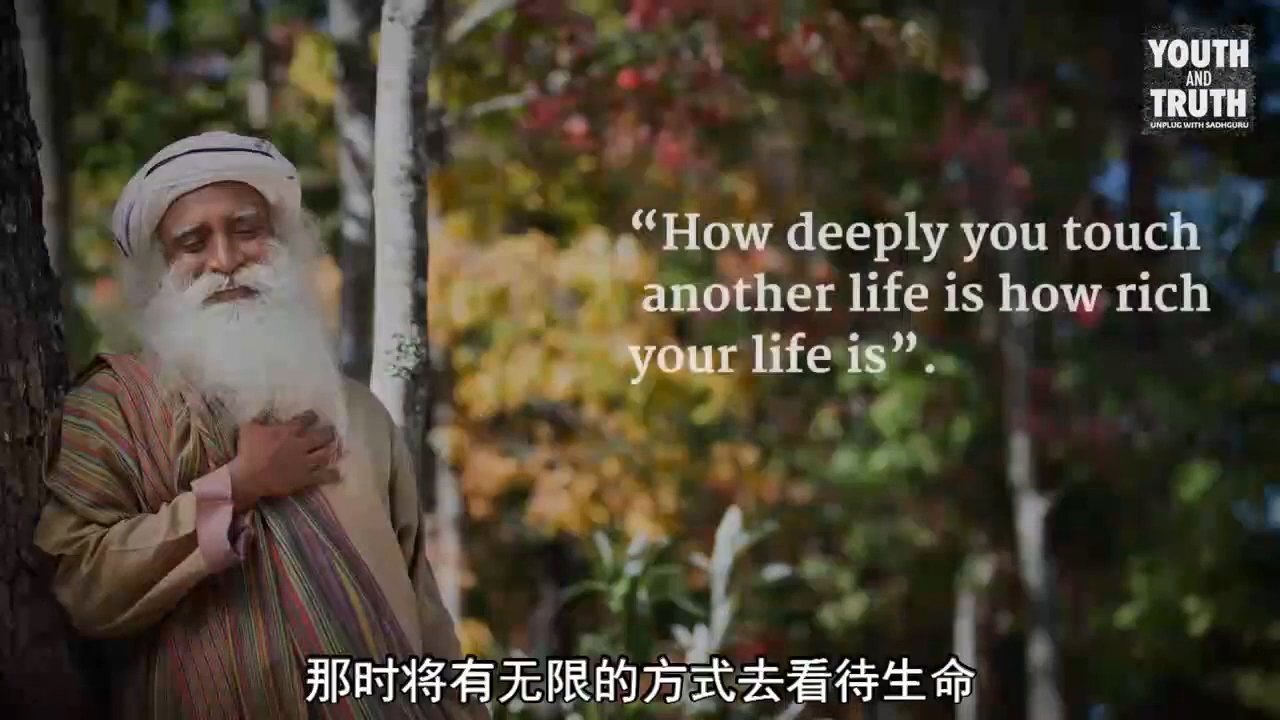 YOUTH
AND
TRUTH
UNPLUG WITH SADHGURU
“How deeply you touch
another life is how rich
your life is”.
那时将有无限的方式去看待生命